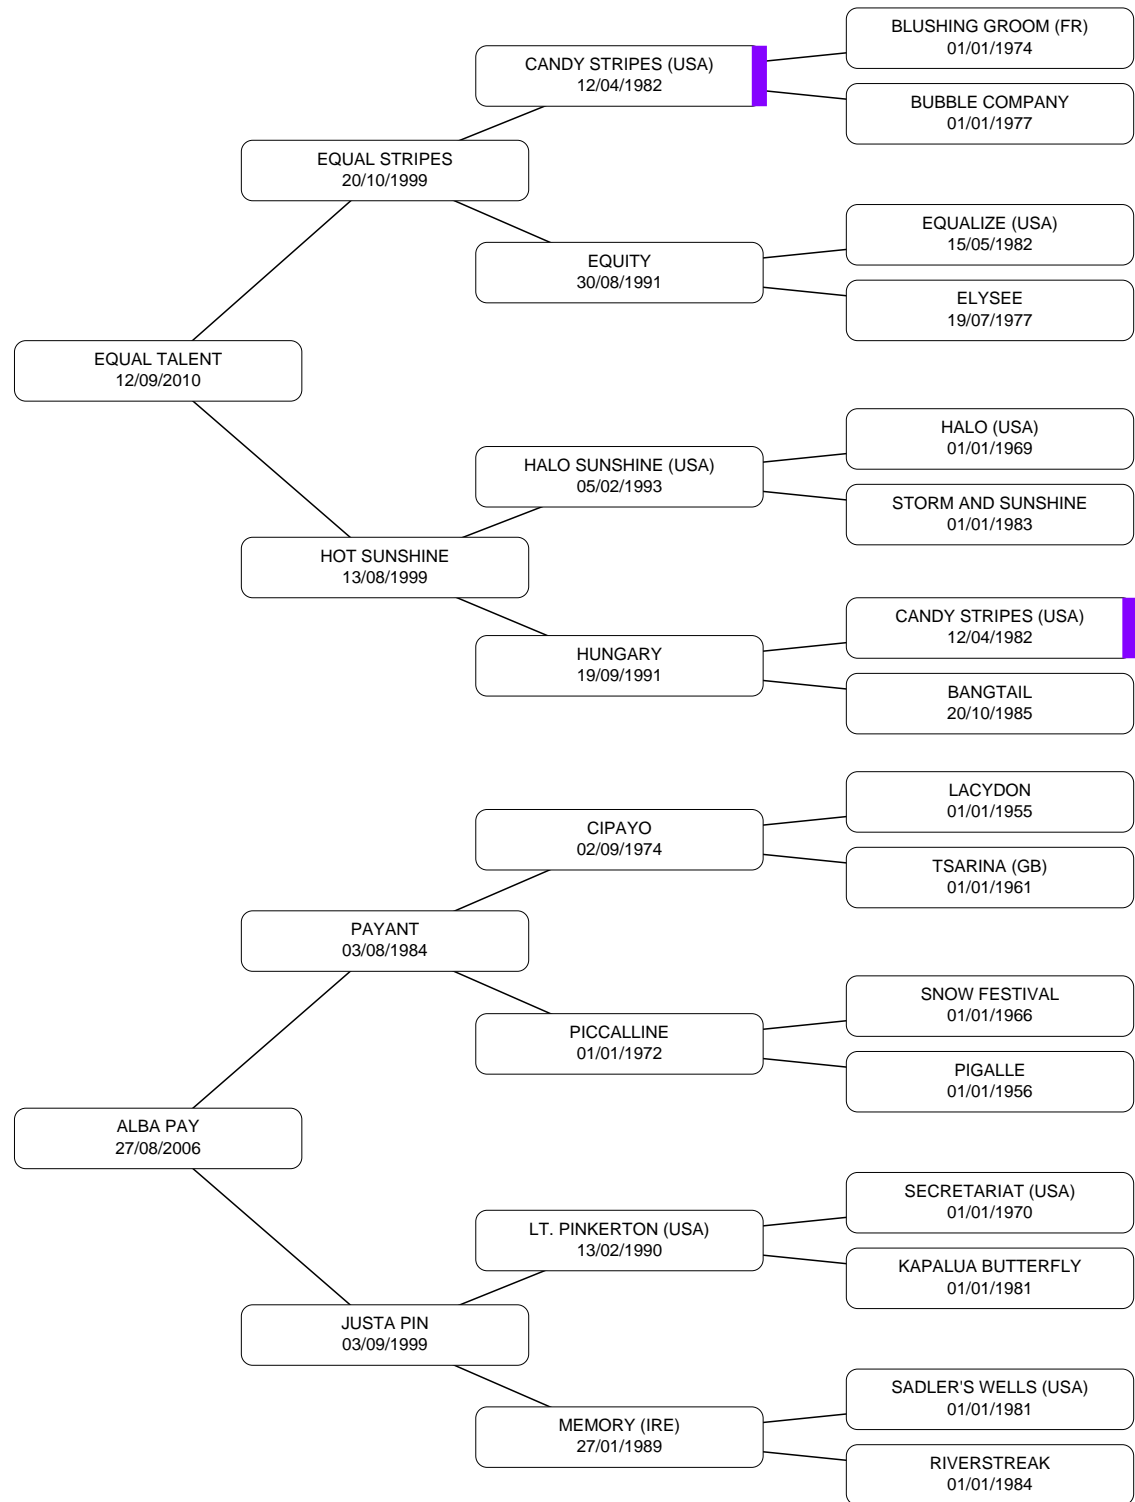 BLUSHING GROOM (FR)
01/01/1974
CANDY STRIPES (USA)
12/04/1982
BUBBLE COMPANY
01/01/1977
EQUAL STRIPES
20/10/1999
EQUALIZE (USA)
15/05/1982
EQUITY
30/08/1991
ELYSEE
19/07/1977
EQUAL TALENT
12/09/2010
HALO (USA)
01/01/1969
HALO SUNSHINE (USA)
05/02/1993
STORM AND SUNSHINE
01/01/1983
HOT SUNSHINE
13/08/1999
CANDY STRIPES (USA)
12/04/1982
HUNGARY
19/09/1991
BANGTAIL
20/10/1985
LACYDON
01/01/1955
CIPAYO
02/09/1974
TSARINA (GB)
01/01/1961
PAYANT
03/08/1984
SNOW FESTIVAL
01/01/1966
PICCALLINE
01/01/1972
PIGALLE
01/01/1956
ALBA PAY
27/08/2006
SECRETARIAT (USA)
01/01/1970
LT. PINKERTON (USA)
13/02/1990
KAPALUA BUTTERFLY
01/01/1981
JUSTA PIN
03/09/1999
SADLER'S WELLS (USA)
01/01/1981
MEMORY (IRE)
27/01/1989
RIVERSTREAK
01/01/1984